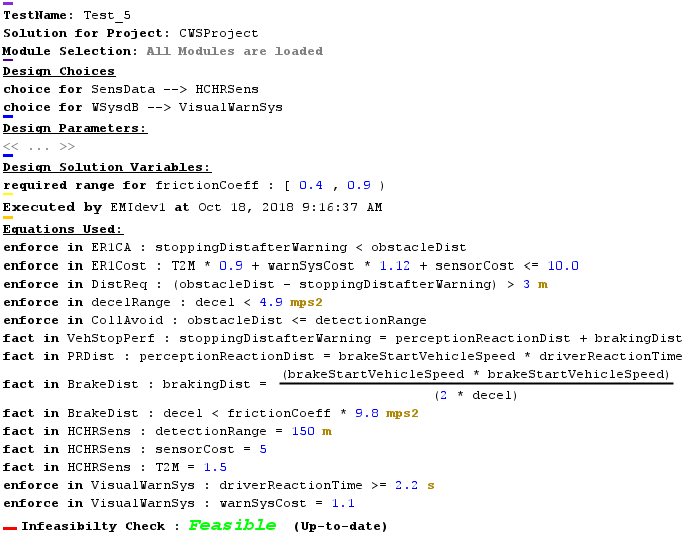 TestName: Test_5
Solution for Project: CWSProject
Module Selection: All Modules are loaded
Design Choices
choice for SensData --> HCHRSens
choice for WSysdB --> VisualWarnSys
Design Parameters:
<< ... >>
Design Solution Variables:
required range for frictionCoeff : [ 0.4 , 0.9 )
Executed by EMIdev1 at Oct 18, 2018 9:16:37 AM
Equations Used:
enforce in ER1CA : stoppingDistafterWarning < obstacleDist
enforce in ER1Cost : T2M * 0.9 + warnSysCost * 1.12 + sensorCost <= 10.0
enforce in DistReq : (obstacleDist - stoppingDistafterWarning) > 3 m
enforce in decelRange : decel < 4.9 mps2
enforce in CollAvoid : obstacleDist <= detectionRange
fact in VehStopPerf : stoppingDistafterWarning = perceptionReactionDist + brakingDist
fact in PRDist : perceptionReactionDist = brakeStartVehicleSpeed * driverReactionTime
fact in BrakeDist : brakingDist = (brakeStartVehicleSpeed * brakeStartVehicleSpeed)
(2 * decel)
fact in BrakeDist : decel < frictionCoeff * 9.8 mps2
fact in HCHRSens : detectionRange = 150 m
fact in HCHRSens : sensorCost = 5
fact in HCHRSens : T2M = 1.5
enforce in VisualWarnSys : driverReactionTime >= 2.2 s
enforce in VisualWarnSys : warnSysCost = 1.1
Infeasibilty Check : Feasible (Up-to-date)